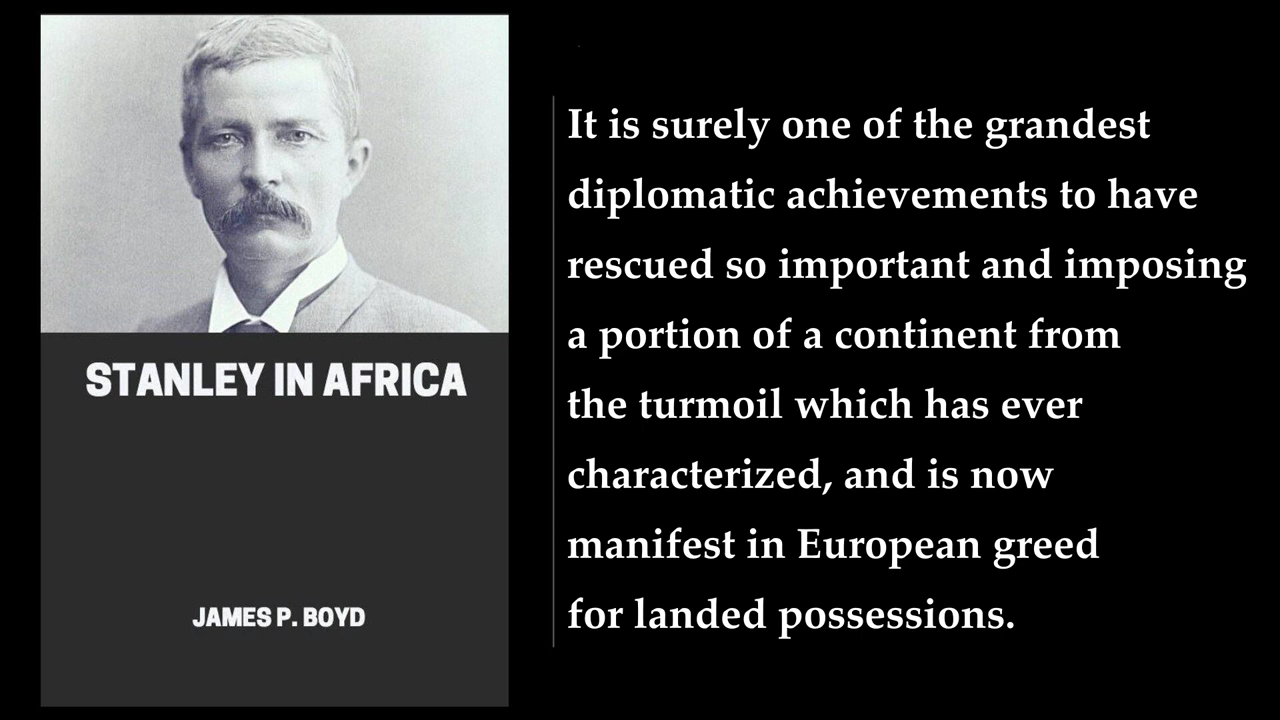 STANLEY IN AFRICA
JAMES P. BOYD
It is surely one of the grandest
diplomatic achievements to have
rescued so important and imposing
a portion of a continent from
the turmoil which has ever
characterized, and is now
manifest in European greed
for landed possessions.